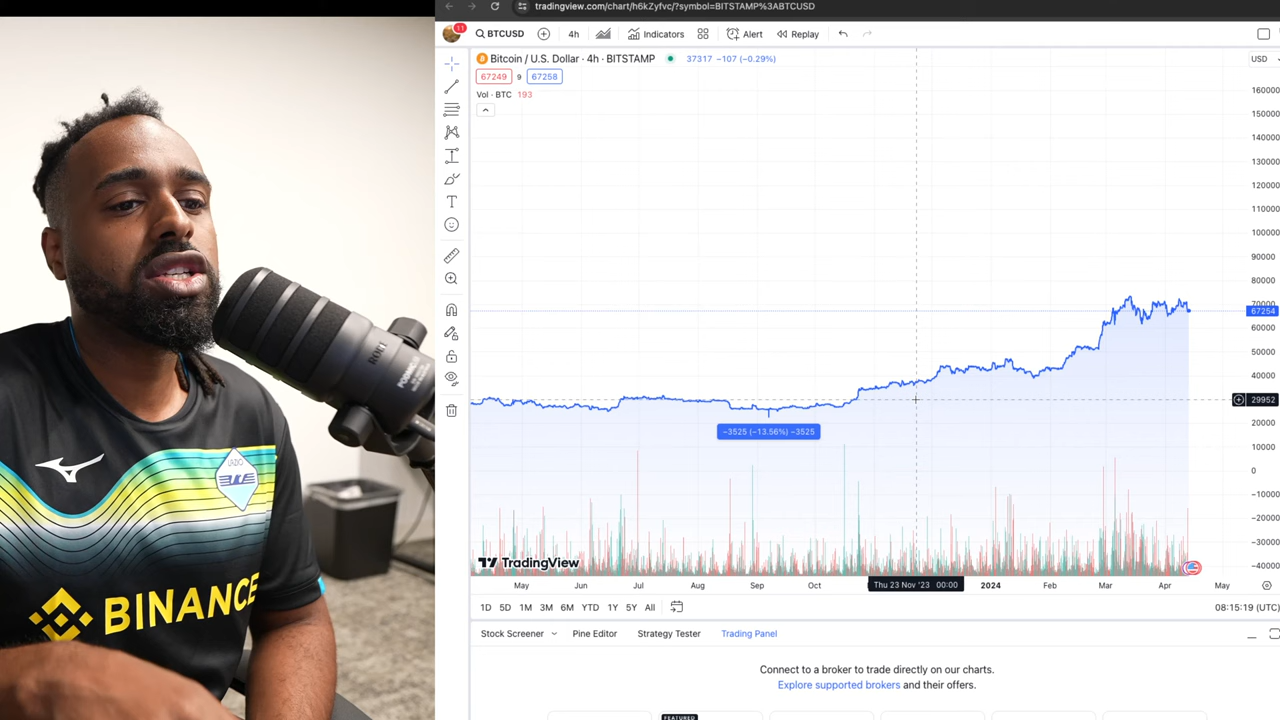 tradingview.com/chart/h6kZyfvc/?symbol=BITSTAMP%3ABTCUSD
11
BTCUSD
4h
Indicators
Alert
Replay
Bitcoin / U.S. Dollar · 4h · BITSTAMP
37317 −107 (−0.29%)
USD
67249
9
67258
Vol · BTC 193
160000
150000
140000
130000
120000
110000
100000
90000
80000
70000
67254
60000
50000
40000
29952
20000
10000
0
−10000
−20000
−30000
−40000
−3525 (−13.56%) −3525
TradingView
May
Jun
Jul
Aug
Sep
Oct
Thu 23 Nov '23 00:00
2024
Feb
Mar
Apr
May
1D
5D
1M
3M
6M
YTD
1Y
5Y
All
08:15:19 (UTC)
Stock Screener
Pine Editor
Strategy Tester
Trading Panel
Connect to a broker to trade directly on our charts.
Explore supported brokers and their offers.
FEATURED
RODE
LAZIO
BINANCE